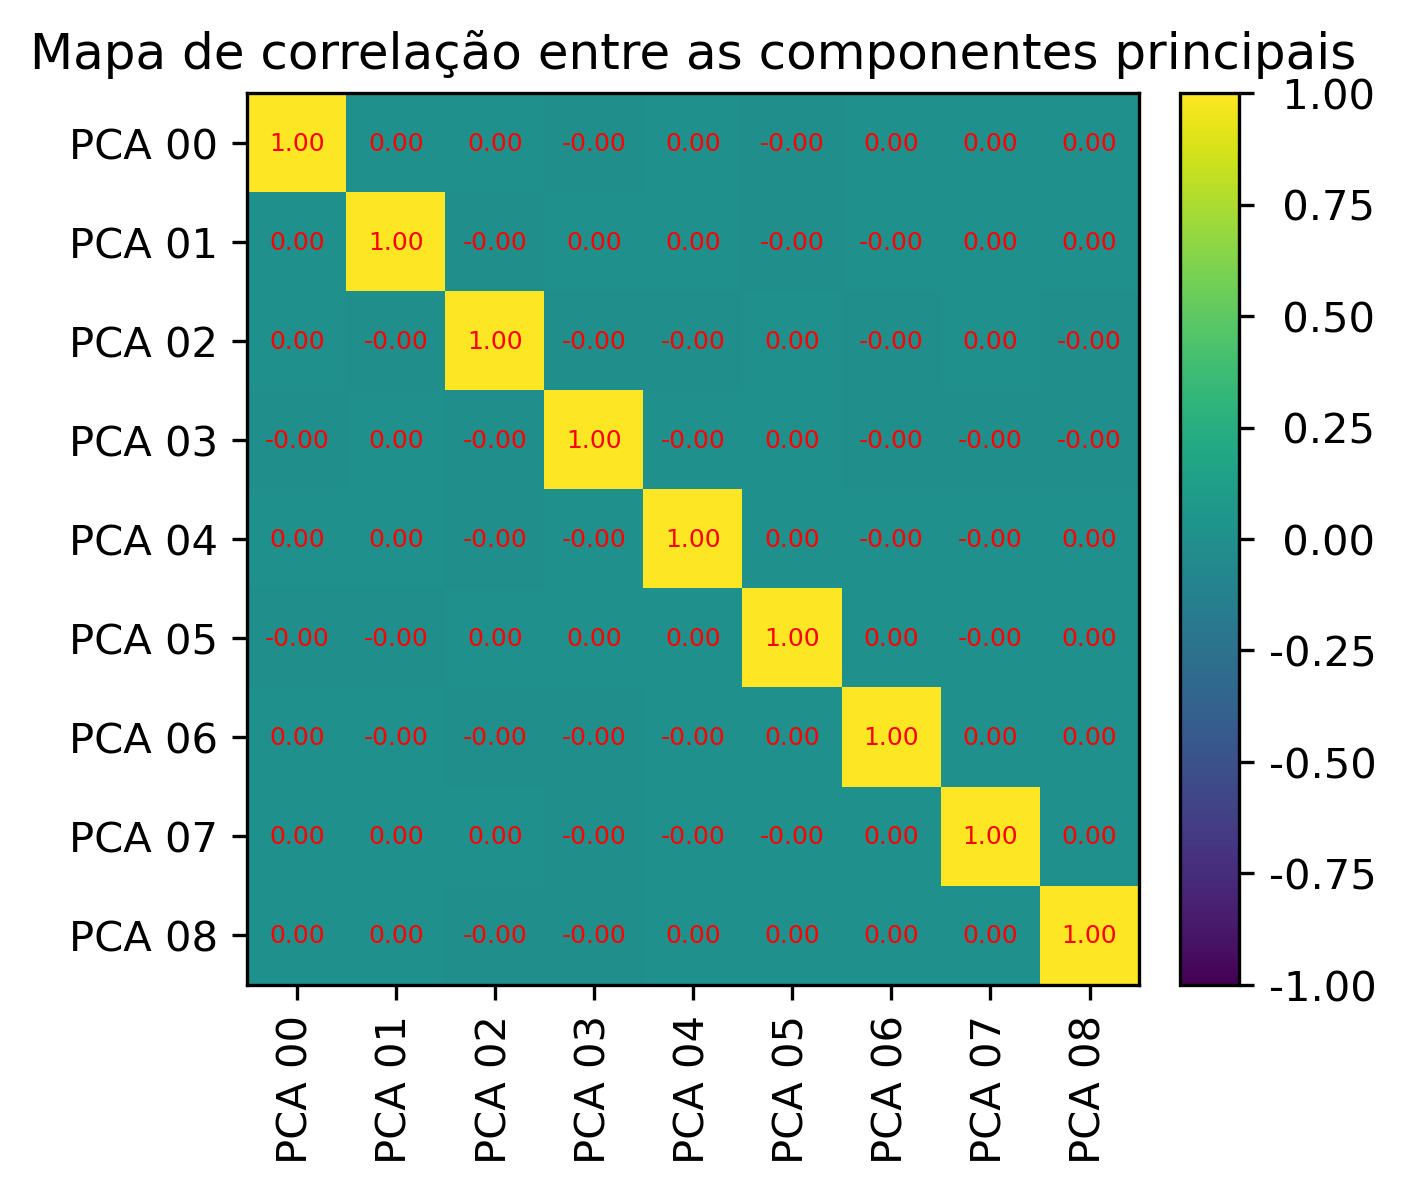 Mapa de correlação entre as componentes principais
PCA 00 1.00 0.00 0.00 -0.00 0.00 -0.00 0.00 0.00 0.00
PCA 01 0.00 1.00 -0.00 0.00 0.00 -0.00 -0.00 0.00 0.00
PCA 02 0.00 -0.00 1.00 -0.00 -0.00 0.00 -0.00 0.00 -0.00
PCA 03 -0.00 0.00 -0.00 1.00 -0.00 0.00 -0.00 -0.00 -0.00
PCA 04 0.00 0.00 -0.00 -0.00 1.00 0.00 -0.00 -0.00 0.00
PCA 05 -0.00 -0.00 0.00 0.00 0.00 1.00 0.00 -0.00 0.00
PCA 06 0.00 -0.00 -0.00 -0.00 -0.00 0.00 1.00 0.00 0.00
PCA 07 0.00 0.00 0.00 -0.00 -0.00 -0.00 0.00 1.00 0.00
PCA 08 0.00 0.00 -0.00 -0.00 0.00 0.00 0.00 0.00 1.00
PCA 00
PCA 01
PCA 02
PCA 03
PCA 04
PCA 05
PCA 06
PCA 07
PCA 08
1.00
0.75
0.50
0.25
0.00
-0.25
-0.50
-0.75
-1.00